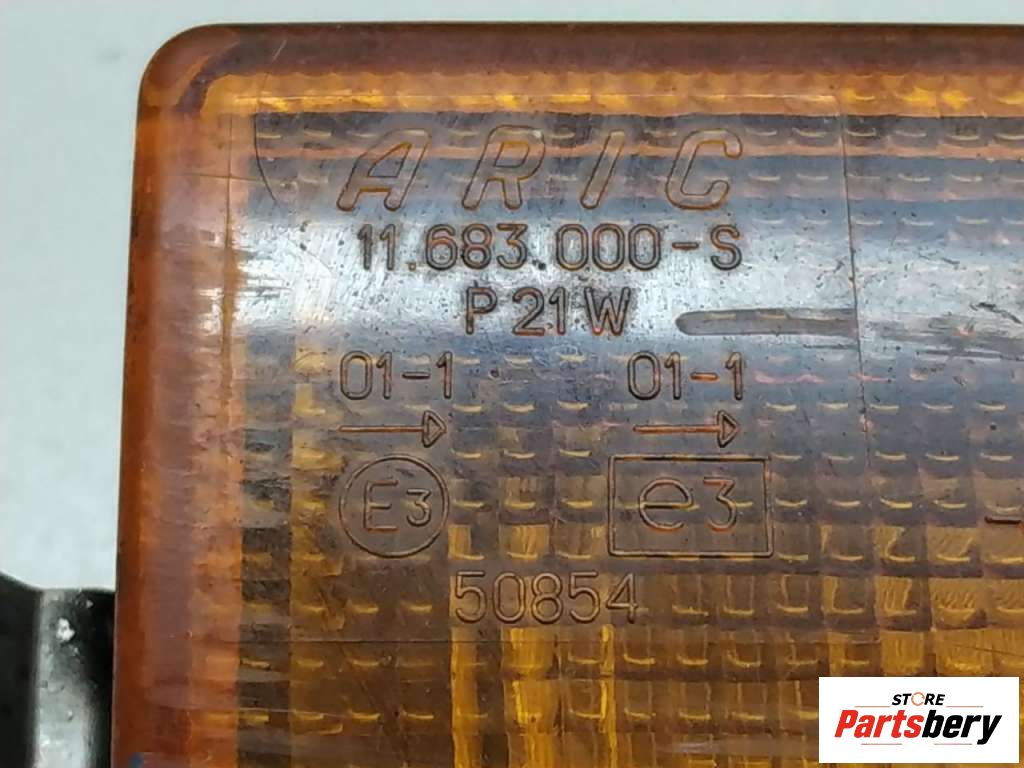 ARIC
11.683.000-S
P 21 W
01-1 01-1
E3 e3
50854
STORE
Partsbery